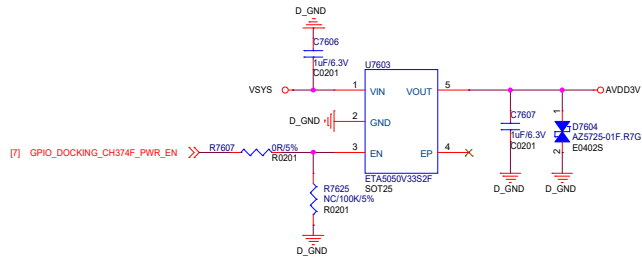 D_GND
C7606
1uF/6.3V
C0201
U7603
VSYS
1
VIN
VOUT
5
AVDD3V
D_GND
2
GND
C7607
1uF/6.3V
C0201
1
D7604
AZ5725-01F.R7G
2
E0402S
[7] GPIO_DOCKING_CH374F_PWR_EN
R7607
0R/5%
R0201
3
EN
EP
4
ETA5050V33S2F
SOT25
R7625
NC/100K/5%
R0201
D_GND
D_GND
D_GND